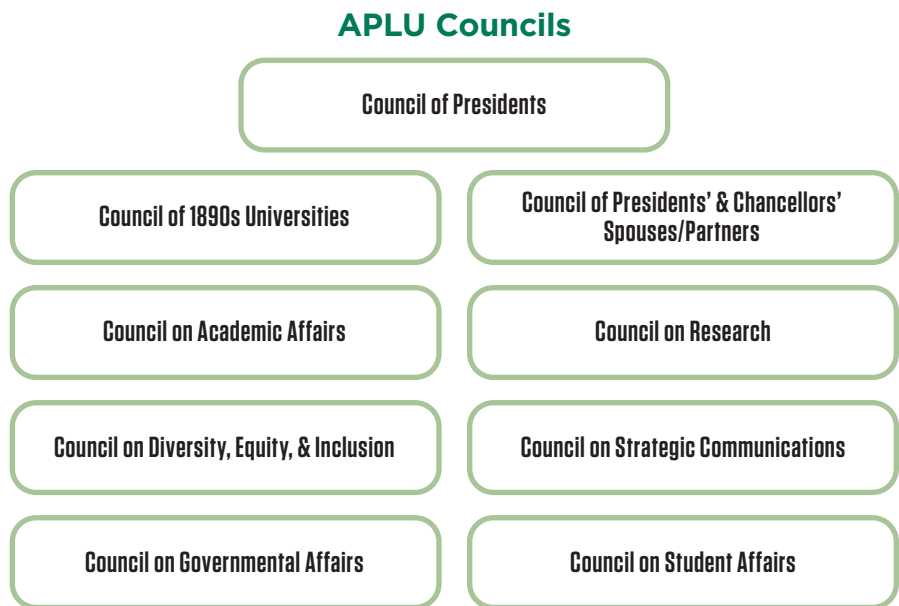 APLU Councils
Council of Presidents
Council of 1890s Universities
Council of Presidents’ & Chancellors’
Spouses/Partners
Council on Academic Affairs
Council on Research
Council on Diversity, Equity, & Inclusion
Council on Strategic Communications
Council on Governmental Affairs
Council on Student Affairs